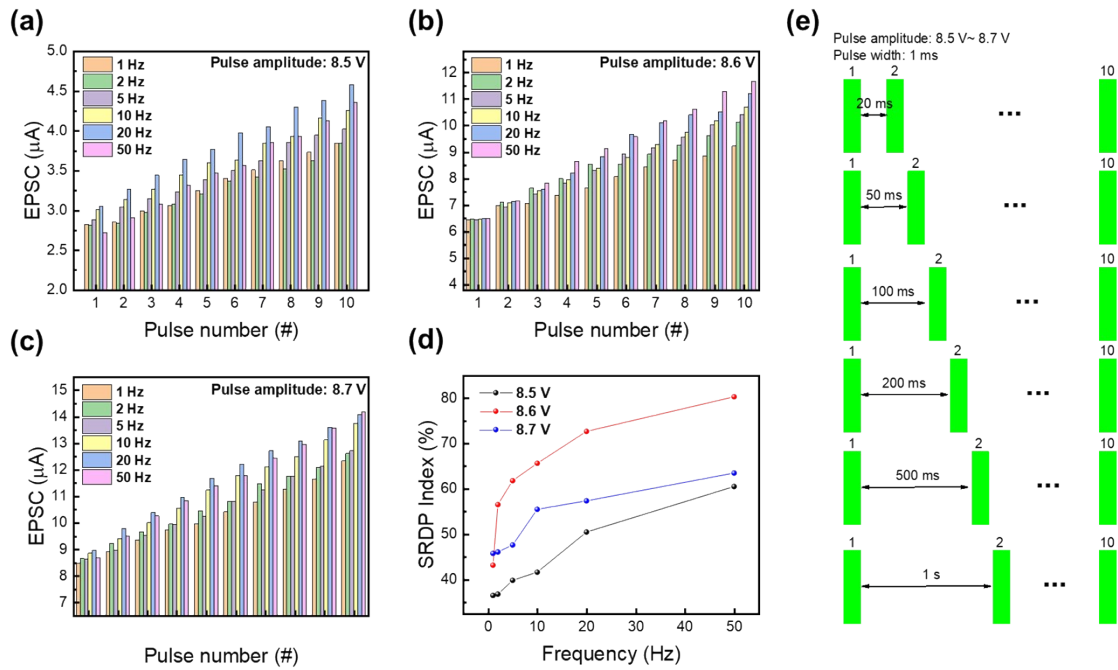 (a)
5.0
4.5
4.0
3.5
3.0
2.5
2.0
EPSC (μA)
1 Hz
2 Hz
5 Hz
10 Hz
20 Hz
50 Hz
Pulse amplitude: 8.5 V
1 2 3 4 5 6 7 8 9 10
Pulse number (#)
(b)
12
11
10
9
8
7
6
5
4
EPSC (μA)
1 Hz
2 Hz
5 Hz
10 Hz
20 Hz
50 Hz
Pulse amplitude: 8.6 V
1 2 3 4 5 6 7 8 9 10
Pulse number (#)
(c)
15
14
13
12
11
10
9
8
7
EPSC (μA)
1 Hz
2 Hz
5 Hz
10 Hz
20 Hz
50 Hz
Pulse amplitude: 8.7 V
Pulse number (#)
(d)
80
70
60
50
40
SRDP Index (%)
8.5 V
8.6 V
8.7 V
0 10 20 30 40 50
Frequency (Hz)
(e)
Pulse amplitude: 8.5 V~ 8.7 V
Pulse width: 1 ms
1 2 10
20 ms
...
1 2 10
50 ms
...
1 2 10
100 ms
...
1 2 10
200 ms
...
1 2 10
500 ms
...
1 2 10
1 s
...